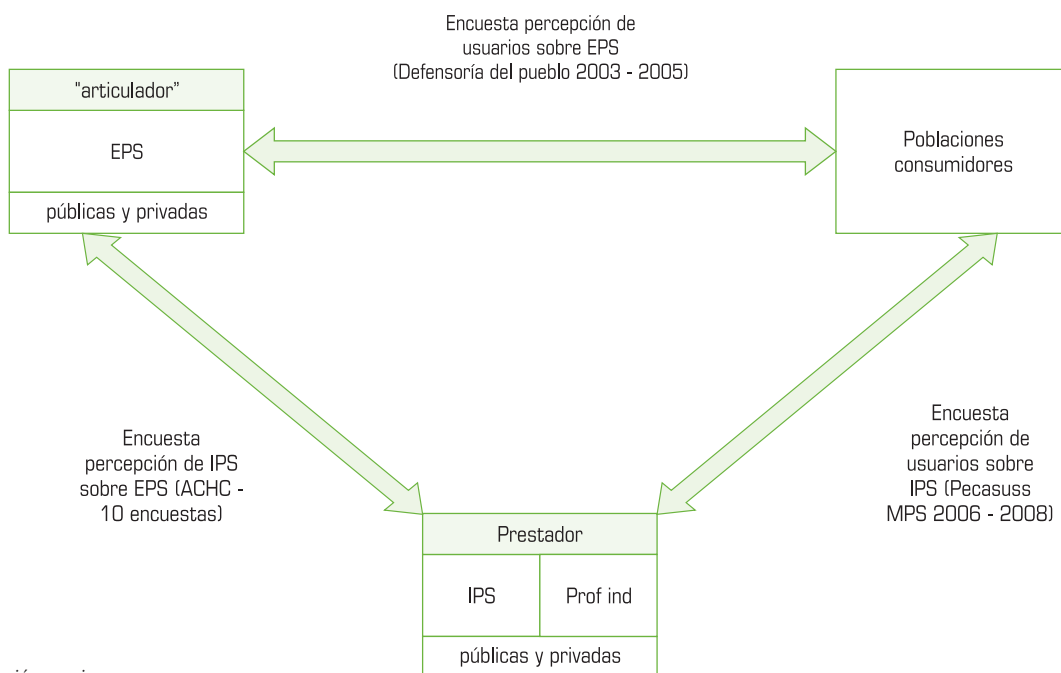 Encuesta percepción de
usuarios sobre EPS
(Defensoría del pueblo 2003 - 2005)
"articulador"
EPS
públicas y privadas
Poblaciones
consumidores
Encuesta
percepción de IPS
sobre EPS (ACHC -
10 encuestas)
Encuesta
percepción de
usuarios sobre
IPS (Pecasuss
MPS 2006 - 2008)
Prestador
IPS
Prof ind
públicas y privadas